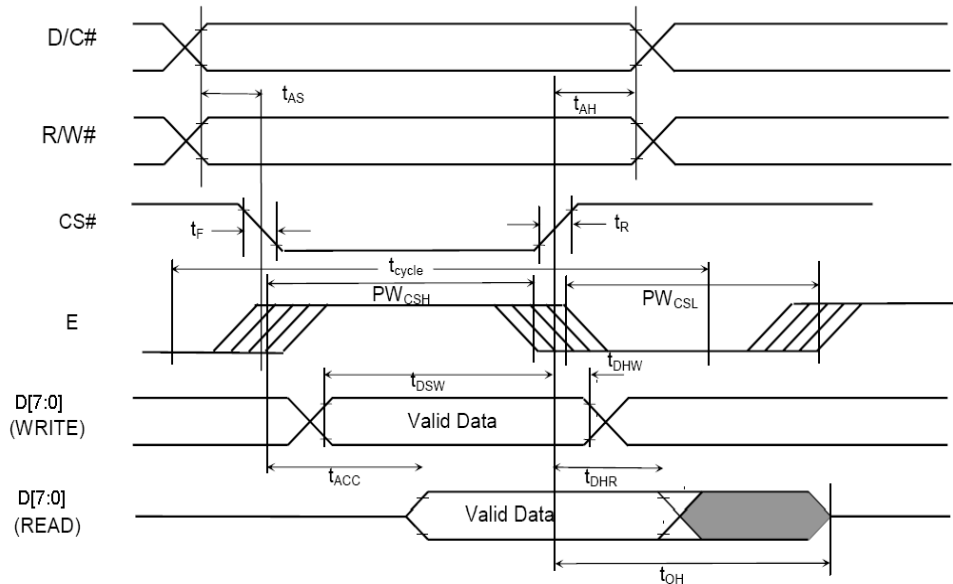 D/C#
tAS
tAH
R/W#
CS#
tF
tR
tcycle
PWCSH
PWCSL
E
tDHW
tDSW
D[7:0]
(WRITE)
Valid Data
tACC
tDHR
D[7:0]
(READ)
Valid Data
tOH